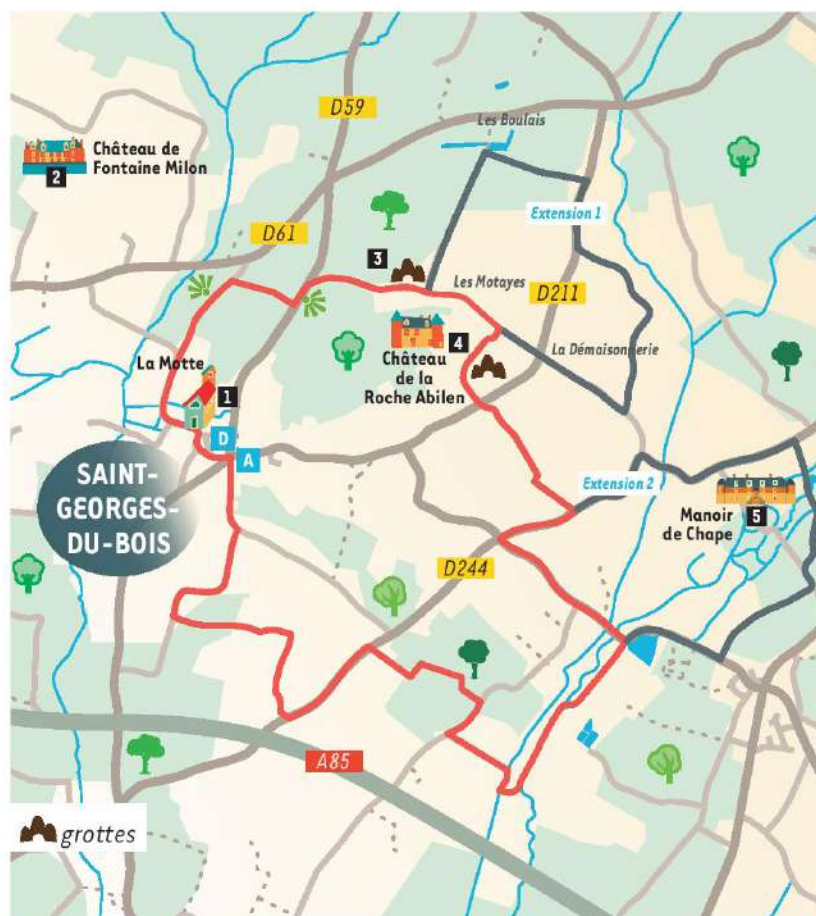 D59
Les Boulais
Château de
Fontaine Milon
2
Extension 1
D61
3
Les Motayes
D211
4
Château
de la
Roche Abilen
La Démaisonnerie
La Motte
1
D
A
SAINT-
GEORGES-
DU-BOIS
Extension 2
Manoir
de Chape
5
D244
A85
grottes